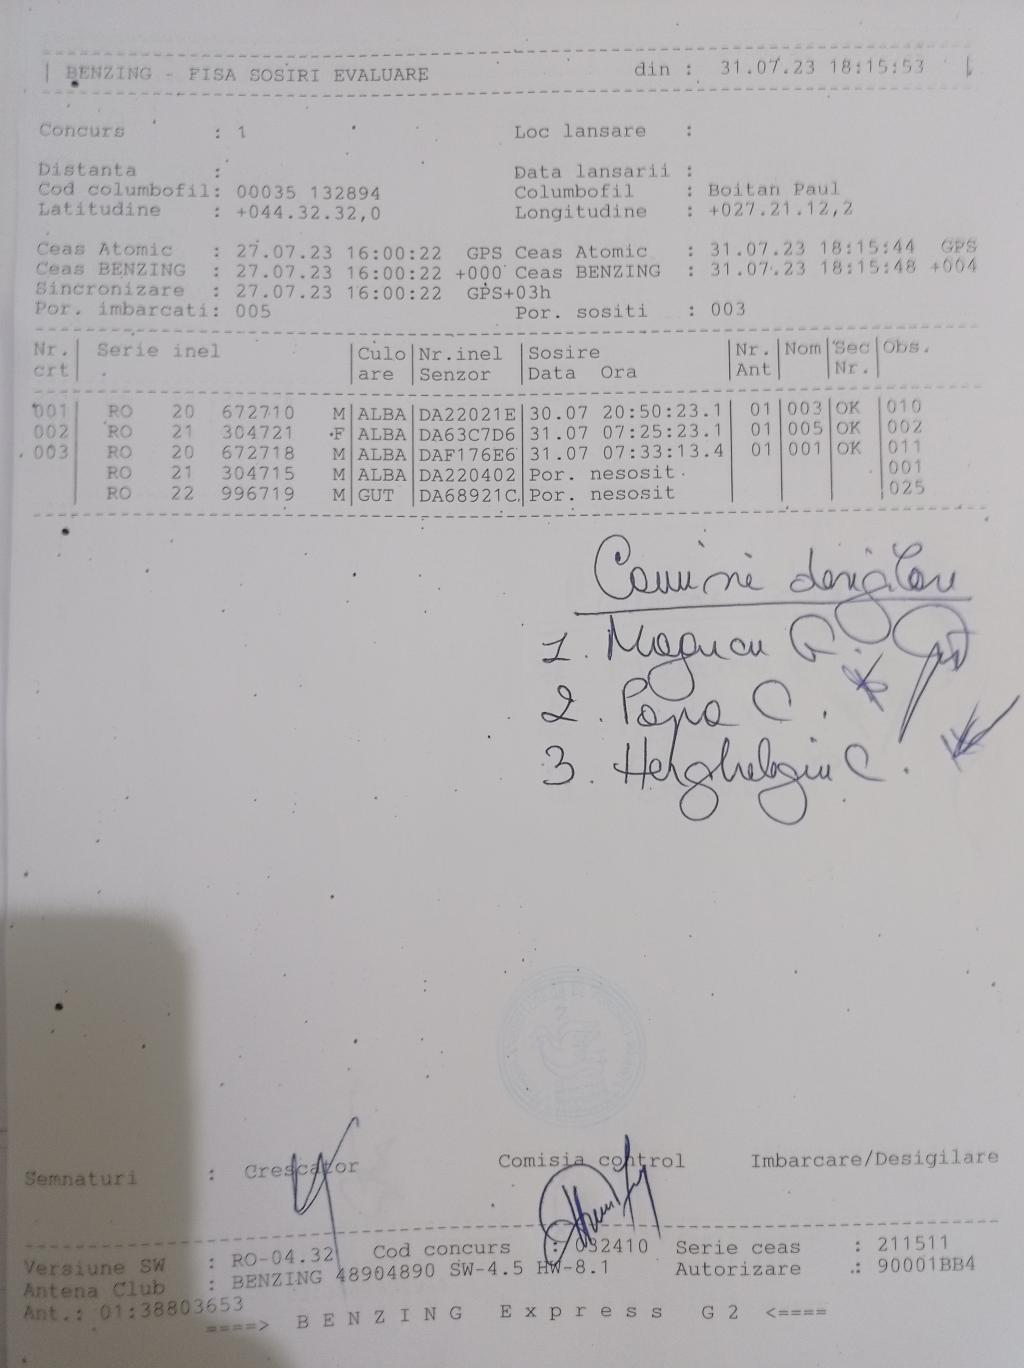 BENZING - FISA SOSIRI EVALUARE din : 31.07.23 18:15:53
Concurs : 1 Loc lansare :
Distanta : Data lansarii :
Cod columbofil: 00035 132894 Columbofil : Boitan Paul
Latitudine : +044.32.32,0 Longitudine : +027.21.12,2
Ceas Atomic : 27.07.23 16:00:22 GPS Ceas Atomic : 31.07.23 18:15:44 GPS
Ceas BENZING : 27.07.23 16:00:22 +000 Ceas BENZING : 31.07.23 18:15:48 +004
Sincronizare : 27.07.23 16:00:22 GPS+03h
Por. imbarcati: 005 Por. sositi : 003
Nr. Serie inel Culo Nr.inel Sosire Nr. Nom Sec Obs.
crt are Senzor Data Ora Ant Nr.
001 RO 20 672710 M ALBA DA22021E 30.07 20:50:23.1 01 003 OK 010
002 RO 21 304721 F ALBA DA63C7D6 31.07 07:25:23.1 01 005 OK 002
003 RO 20 672718 M ALBA DAF176E6 31.07 07:33:13.4 01 001 OK 011
RO 21 304715 M ALBA DA220402 Por. nesosit 001
RO 22 996719 M GUT DA68921C Por. nesosit 025
1. G.
2. Popa C.
3. C.
Semnaturi : Crescator Comisia control Imbarcare/Desigilare
Versiune SW : RO-04.32 Cod concurs : 032410 Serie ceas : 211511
Antena Club : BENZING 48904890 SW-4.5 HW-8.1 Autorizare : 90001BB4
Ant.: 01:38803653
====> B E N Z I N G E x p r e s s G 2 <====